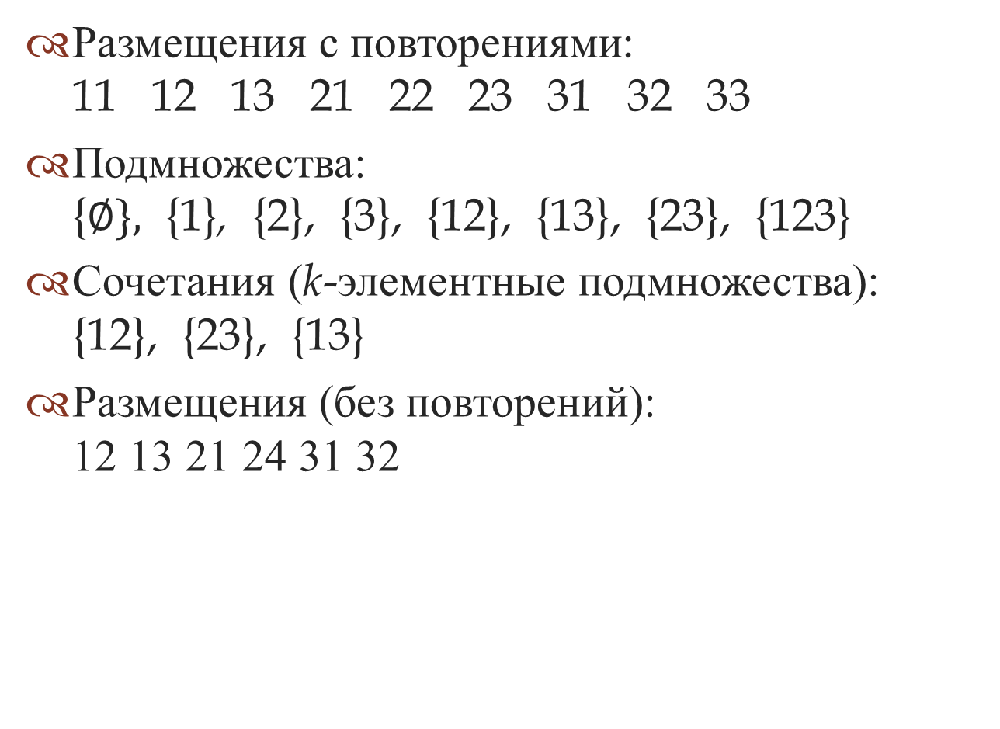 Размещения с повторениями:
11 12 13 21 22 23 31 32 33
Подмножества:
{∅}, {1}, {2}, {3}, {12}, {13}, {23}, {123}
Сочетания (k-элементные подмножества):
{12}, {23}, {13}
Размещения (без повторений):
12 13 21 24 31 32